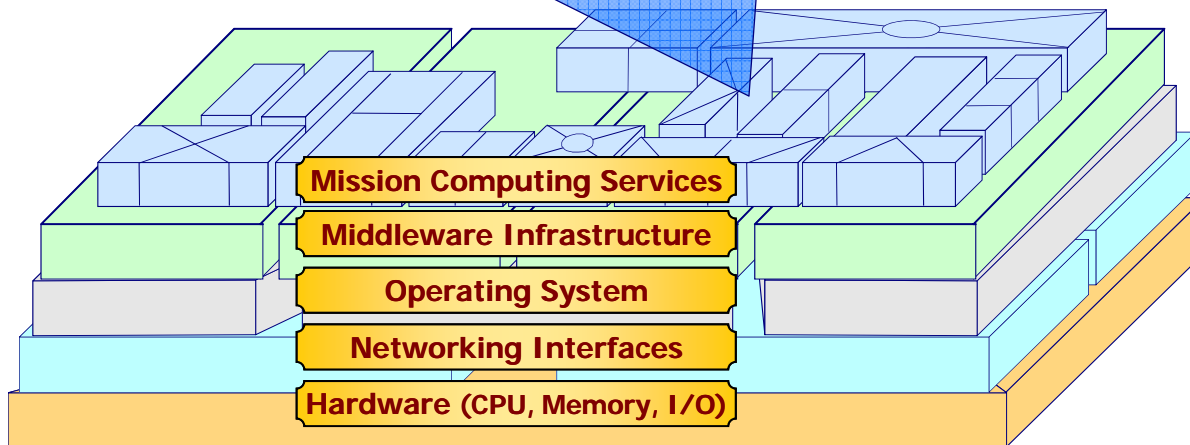 Mission Computing Services
Middleware Infrastructure
Operating System
Networking Interfaces
Hardware (CPU, Memory, I/O)